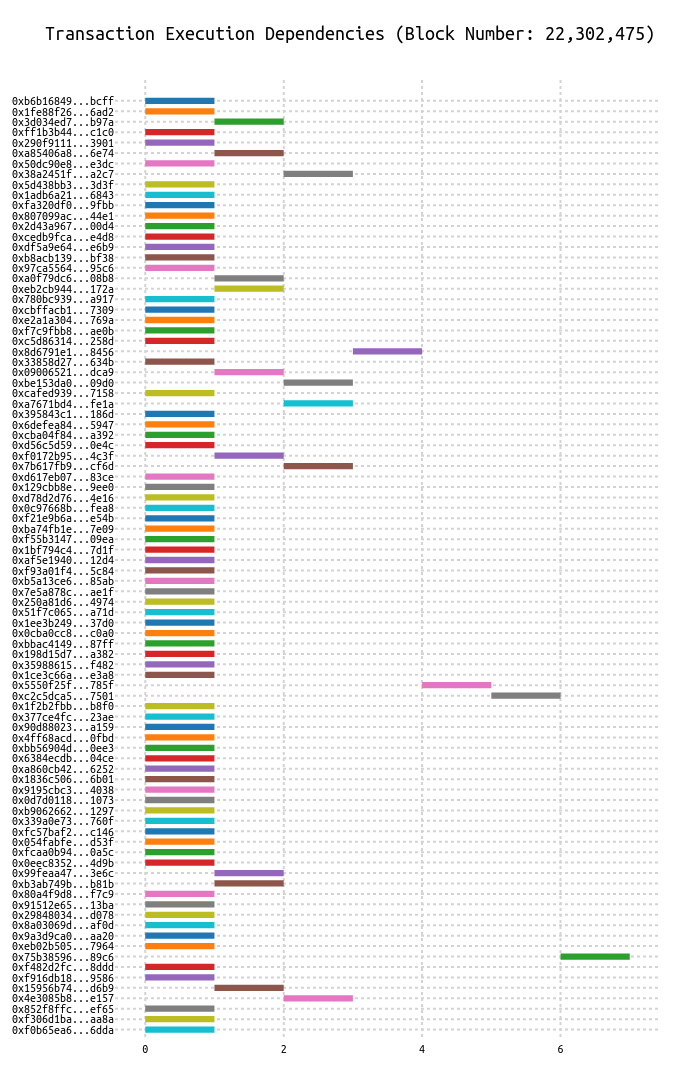 Transaction Execution Dependencies (Block Number: 22,302,475)
0xb6b16849...bcff
0x1fe88f26...6ad2
0x3d034ed7...b97a
0xff1b3b44...c1c0
0x290f9111...3901
0xa85406a8...6e74
0x50dc90e8...e3dc
0x38a2451f...a2c7
0x5d438bb3...3d3f
0x1adb6a21...6843
0xfa320df0...9fbb
0x807099ac...44e1
0x2d43a967...00d4
0xcedb9fca...e4d8
0xdf5a9e64...e6b9
0xb8acb139...bf38
0x97ca5564...95c6
0xa0f79dc6...08b8
0xeb2cb944...172a
0x780bc939...a917
0xcbffacb1...7309
0xe2a1a304...769a
0xf7c9fbb8...ae0b
0xc5d86314...258d
0x8d6791e1...8456
0x33858d27...634b
0x09006521...dca9
0xbe153da0...09d0
0xcafed939...7158
0xa7671bd4...fe1a
0x395843c1...186d
0x6defea84...5947
0xcba04f84...a392
0xd56c5d59...0e4c
0xf0172b95...4c3f
0x7b617fb9...cf6d
0xd617eb07...83ce
0x129cbb8e...9ee0
0xd78d2d76...4e16
0x0c97668b...fea8
0xf21e9b6a...e54b
0xba74fb1e...7e09
0xf55b3147...09ea
0x1bf794c4...7d1f
0xaf5e1940...12d4
0xf93a01f4...5c84
0xb5a13ce6...85ab
0x7e5a878c...ae1f
0x250a81d6...4974
0x51f7c065...a71d
0x1ee3b249...37d0
0x0cba0cc8...c0a0
0xbbac4149...87ff
0x198d15d7...a382
0x35988615...f482
0x1ce3c66a...e3a8
0x5550f25f...785f
0xc2c5dca5...7501
0x1f2b2fbb...b8f0
0x377ce4fc...23ae
0x90d88023...a159
0x4ff68acd...0fbd
0xbb56904d...0ee3
0x6384ecdb...04ce
0xa860cb42...6252
0x1836c506...6b01
0x9195cbc3...4038
0x0d7d0118...1073
0xb9062662...1297
0x339a0e73...760f
0xfc57baf2...c146
0x054fabfe...d53f
0xfcaa0b94...0a5c
0x0eec8352...4d9b
0x99feaa47...3e6c
0xb3ab749b...b81b
0x80a4f9d8...f7c9
0x91512e65...13ba
0x29848034...d078
0x8a03069d...af0d
0x9a3d9ca0...aa20
0xeb02b505...7964
0x75b38596...89c6
0xf482d2fc...8ddd
0xf916db18...9586
0x15956b74...d6b9
0x4e3085b8...e157
0x852f8ffc...ef65
0xf306d1ba...aa8a
0xf0b65ea6...6dda
0 2 4 6